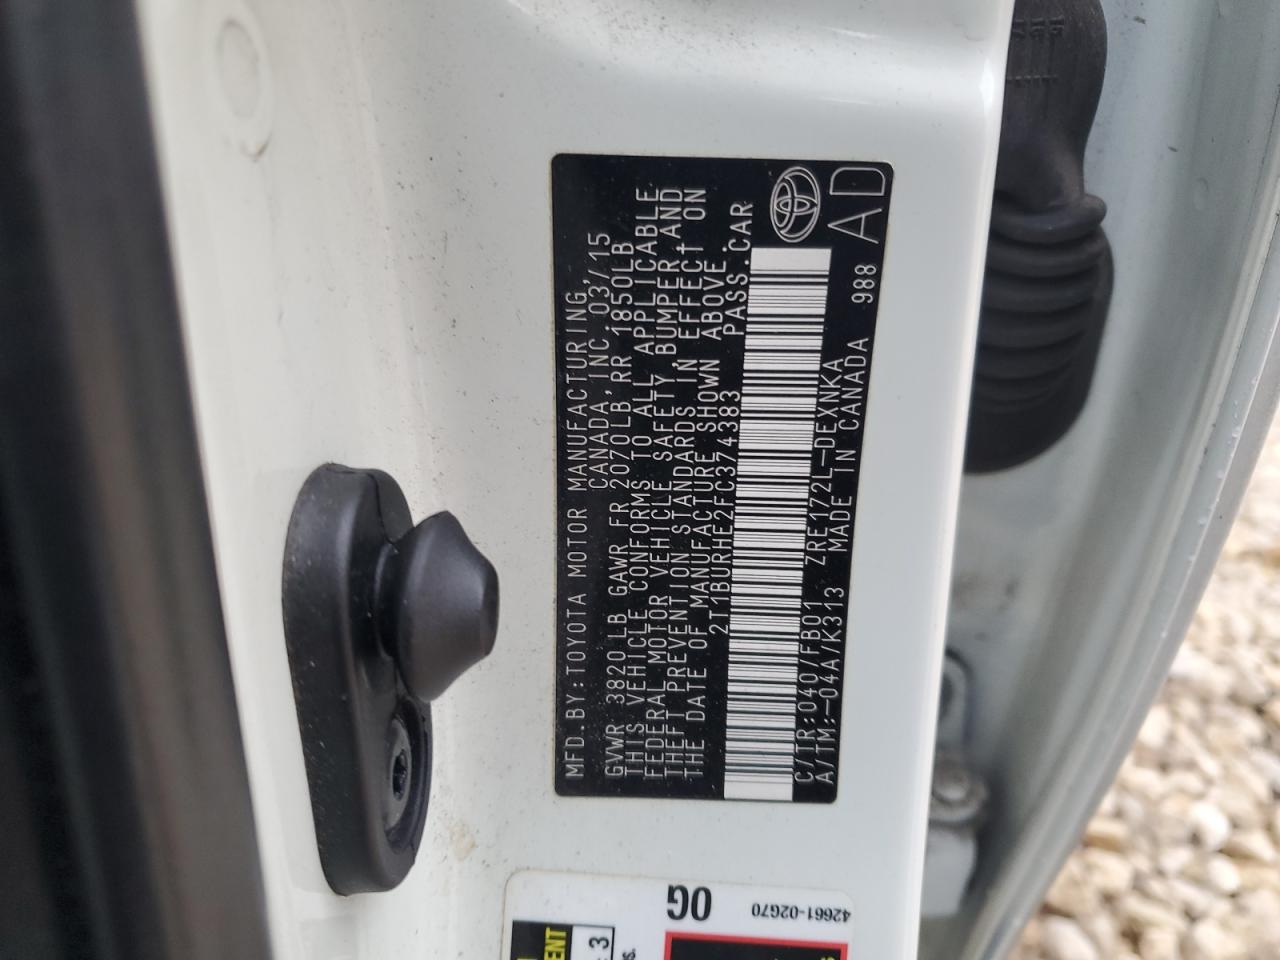 MFD.BY:TOYOTA MOTOR MANUFACTURING
CANADA,INC. 03/15
GVWR 3820LB GAWR FR 2070LB,RR 1850LB
THIS VEHICLE CONFORMS TO ALL APPLICABLE
FEDERAL MOTOR VEHICLE SAFETY,BUMPER,AND
THEFT PREVENTION STANDARDS IN EFFECT ON
THE DATE OF MANUFACTURE SHOWN ABOVE.
2T1BURHE2FC374383 PASS.CAR
C/TR:040/FB01 ZRE172L-DEXNKA 988 AD
A/TM:-04A/K313 MADE IN CANADA
0G
42661-02G70
3